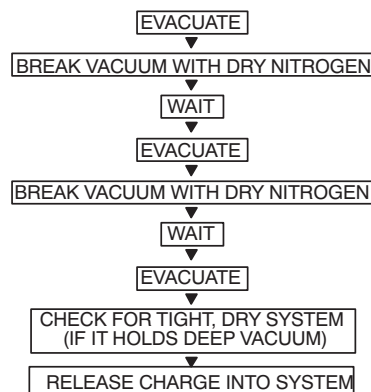 EVACUATE
BREAK VACUUM WITH DRY NITROGEN
WAIT
EVACUATE
BREAK VACUUM WITH DRY NITROGEN
WAIT
EVACUATE
CHECK FOR TIGHT, DRY SYSTEM
(IF IT HOLDS DEEP VACUUM)
RELEASE CHARGE INTO SYSTEM